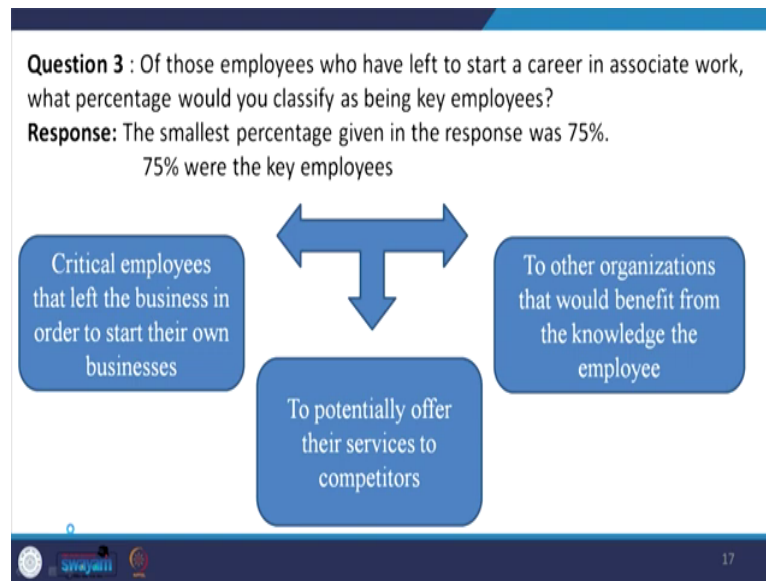 Question 3 : Of those employees who have left to start a career in associate work,
what percentage would you classify as being key employees?
Response: The smallest percentage given in the response was 75%.
75% were the key employees
Critical employees
that left the business in
order to start their own
businesses
To potentially offer
their services to
competitors
To other organizations
that would benefit from
the knowledge the
employee
swayam
17